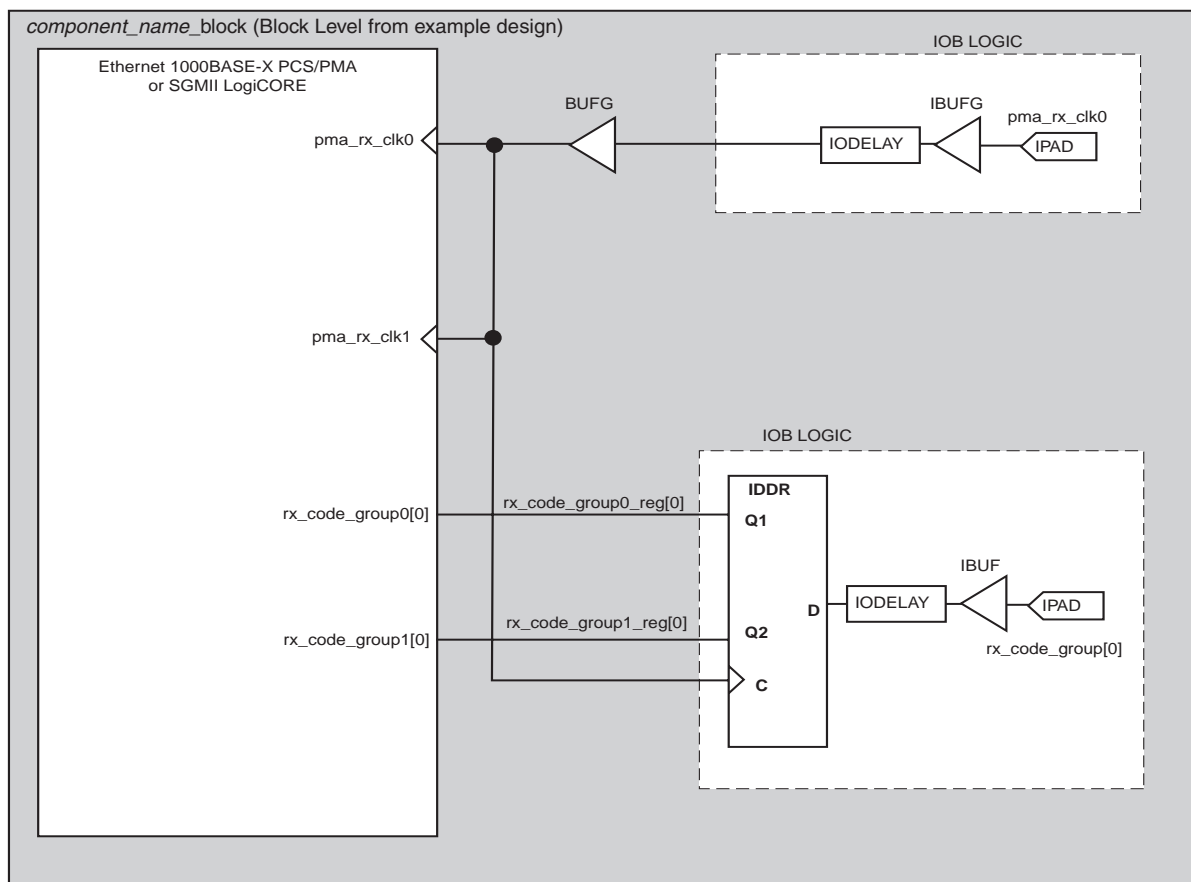 component_name_block (Block Level from example design)
IOB LOGIC
Ethernet 1000BASE-X PCS/PMA
or SGMII LogiCORE
BUFG
IBUFG
pma_rx_clk0
pma_rx_clk0
IODELAY
IPAD
pma_rx_clk1
IOB LOGIC
IDDR
rx_code_group0[0]
rx_code_group0_reg[0]
Q1
IBUF
D
IODELAY
IPAD
rx_code_group1[0]
rx_code_group1_reg[0]
Q2
rx_code_group[0]
C